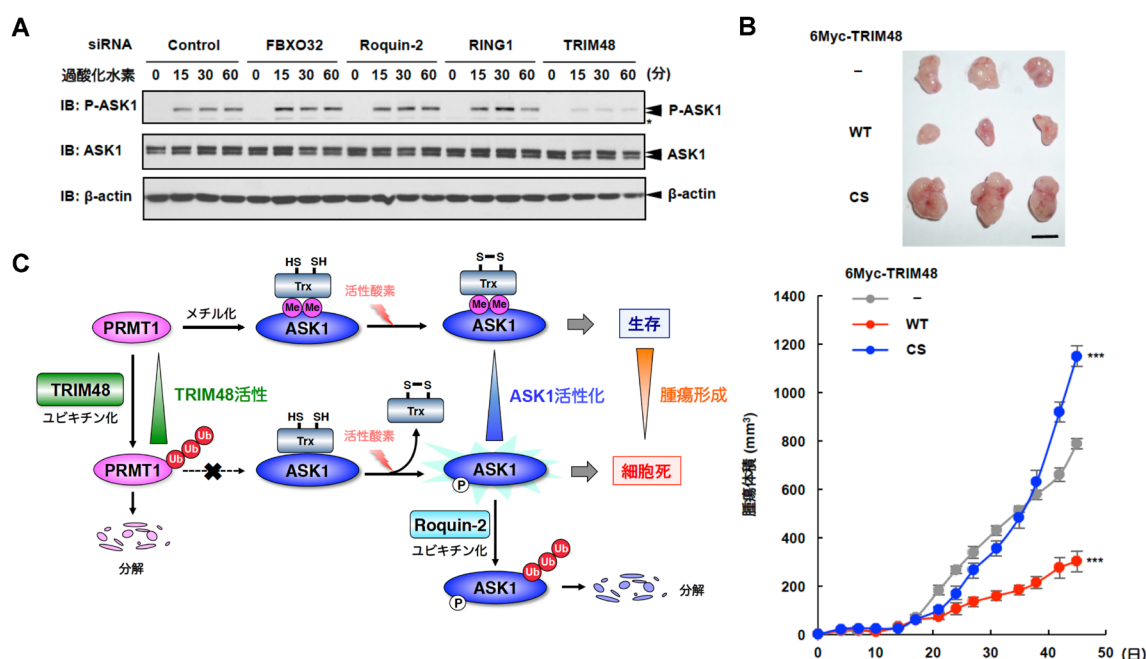 A
siRNA Control FBXO32 Roquin-2 RING1 TRIM48
過酸化水素 0 15 30 60 0 15 30 60 0 15 30 60 0 15 30 60 0 15 30 60 (分)
IB: P-ASK1 P-ASK1
*
IB: ASK1 ASK1
IB: β-actin β-actin
B
6Myc-TRIM48
–
WT
CS
6Myc-TRIM48
–
WT
CS
腫瘍体積 (mm³)
1400
1200
1000
800
600
400
200
0
***
***
0 10 20 30 40 50 (日)
C
HS SH
Trx
Me Me
ASK1
S S
Trx
Me Me
ASK1
PRMT1
メチル化
活性酸素
生存
TRIM48
ユビキチン化
TRIM48活性
ASK1活性化
腫瘍形成
S S
Trx
HS SH
Trx
ASK1
活性酸素
PRMT1
Ub Ub Ub
ASK1
P
細胞死
分解
Roquin-2
ユビキチン化
ASK1
P
Ub Ub Ub
分解